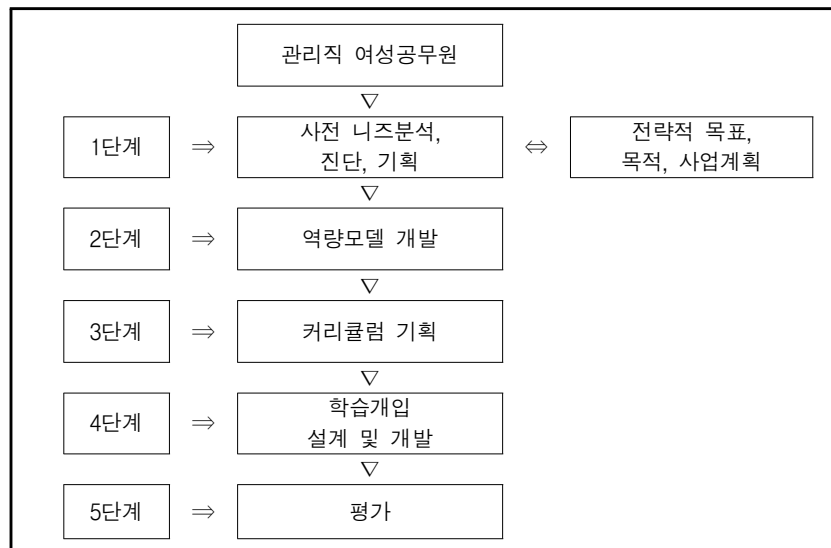 관리직 여성공무원
▽
1단계 ⇒ 사전 니즈분석, ⇔ 전략적 목표,
진단, 기획 목적, 사업계획
▽
2단계 ⇒ 역량모델 개발
▽
3단계 ⇒ 커리큘럼 기획
▽
4단계 ⇒ 학습개입
설계 및 개발
▽
5단계 ⇒ 평가